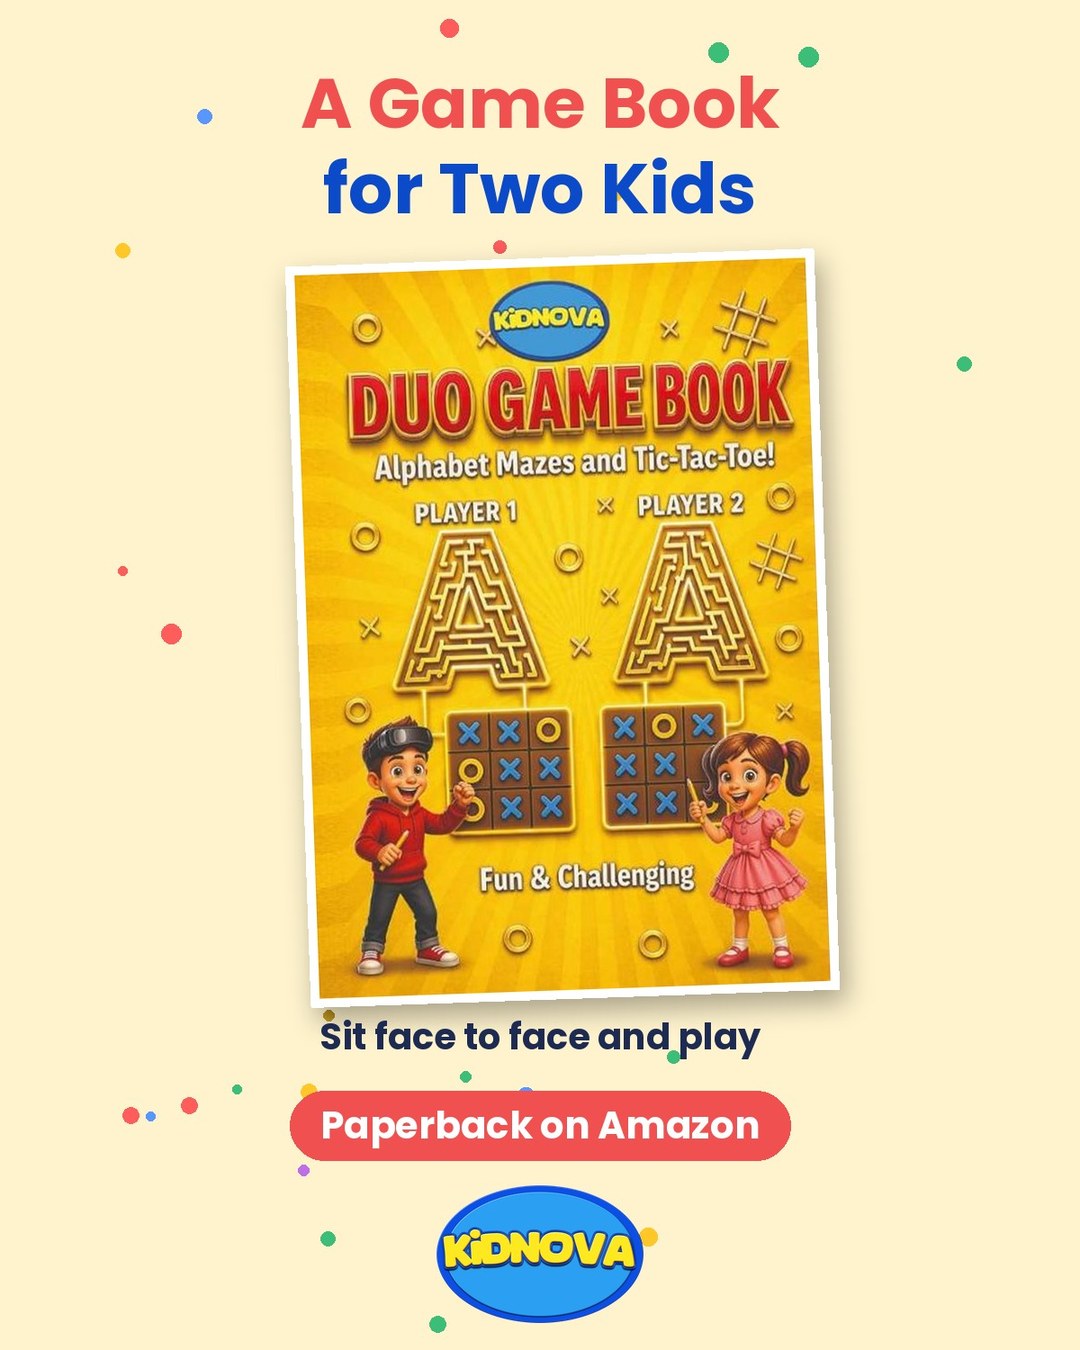 A Game Book
for Two Kids
KiDNOVA
DUO GAME BOOK
Alphabet Mazes and Tic-Tac-Toe!
PLAYER 1
PLAYER 2
X X O
O X X
O X X
X O X
X X
X X
Fun & Challenging
Sit face to face and play
Paperback on Amazon
KiDNOVA